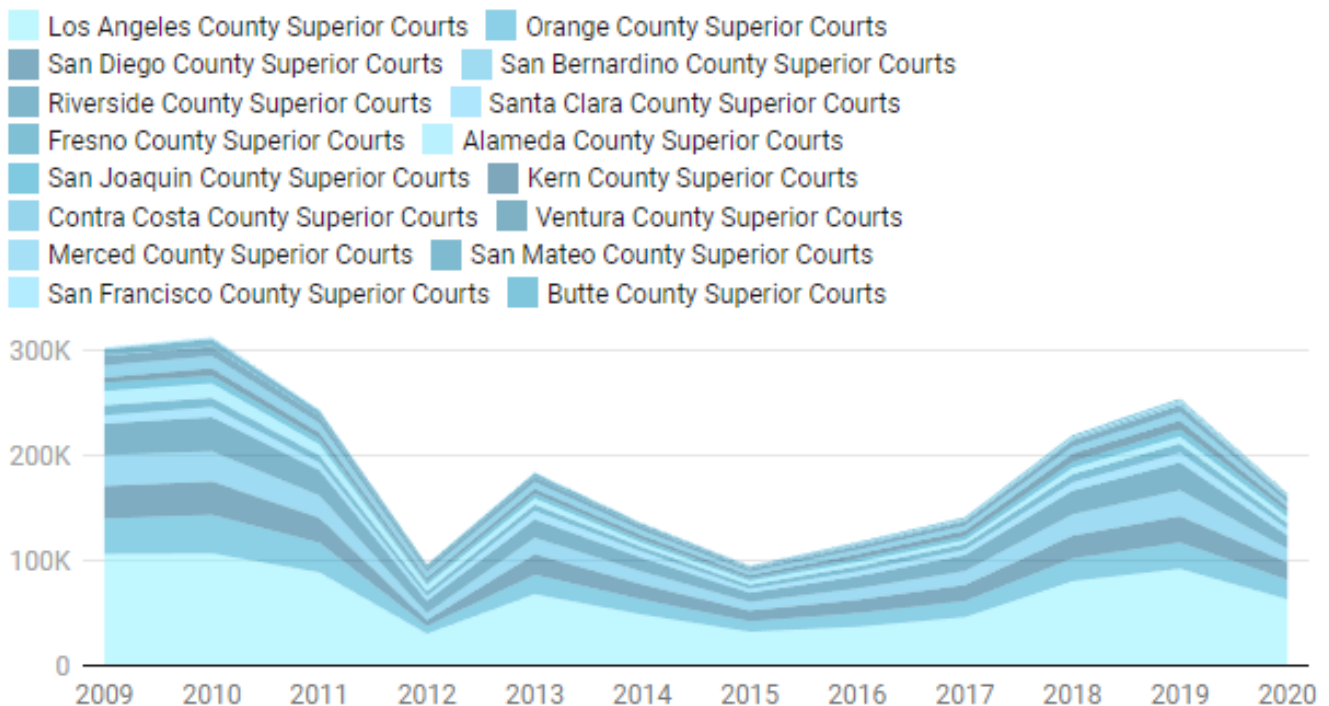 Los Angeles County Superior Courts Orange County Superior Courts
San Diego County Superior Courts San Bernardino County Superior Courts
Riverside County Superior Courts Santa Clara County Superior Courts
Fresno County Superior Courts Alameda County Superior Courts
San Joaquin County Superior Courts Kern County Superior Courts
Contra Costa County Superior Courts Ventura County Superior Courts
Merced County Superior Courts San Mateo County Superior Courts
San Francisco County Superior Courts Butte County Superior Courts
300K
200K
100K
0
2009 2010 2011 2012 2013 2014 2015 2016 2017 2018 2019 2020